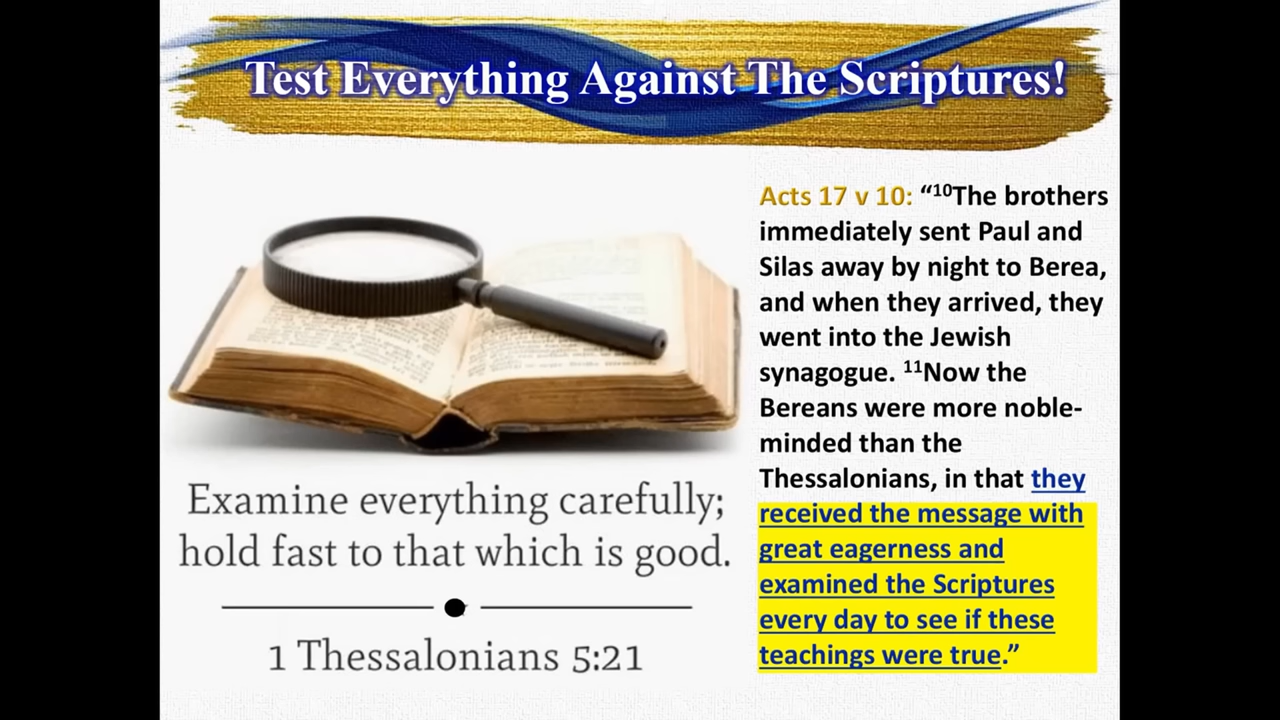 Test Everything Against The Scriptures!
Examine everything carefully;
hold fast to that which is good.
1 Thessalonians 5:21
Acts 17 v 10: “¹⁰The brothers
immediately sent Paul and
Silas away by night to Berea,
and when they arrived, they
went into the Jewish
synagogue. ¹¹Now the
Bereans were more noble-
minded than the
Thessalonians, in that they
received the message with
great eagerness and
examined the Scriptures
every day to see if these
teachings were true.”